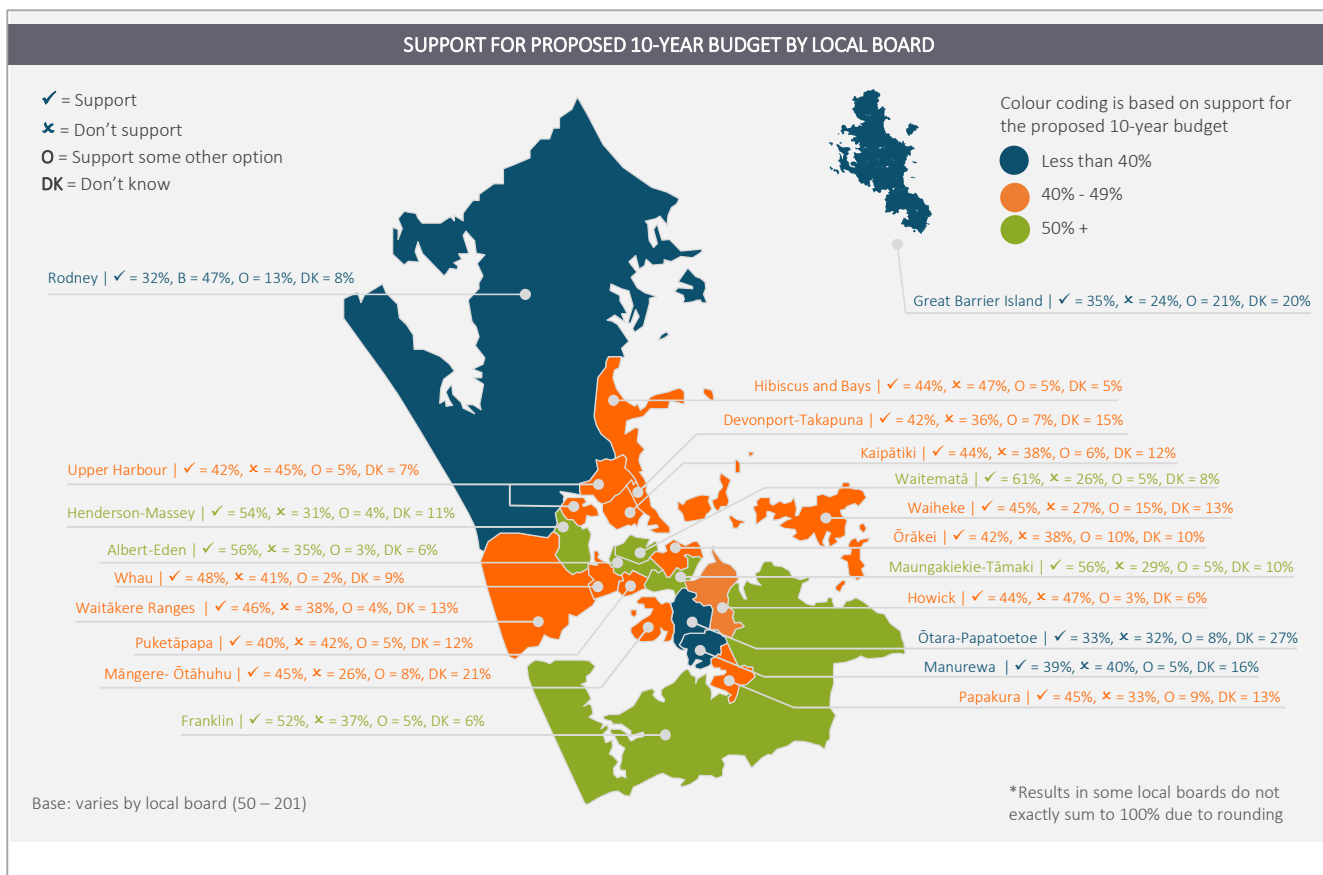 SUPPORT FOR PROPOSED 10-YEAR BUDGET BY LOCAL BOARD
✓ = Support
✗ = Don't support
O = Support some other option
DK = Don't know
Colour coding is based on support for
the proposed 10-year budget
Less than 40%
40% - 49%
50% +
Rodney | ✓ = 32%, B = 47%, O = 13%, DK = 8%
Great Barrier Island | ✓ = 35%, ✗ = 24%, O = 21%, DK = 20%
Hibiscus and Bays | ✓ = 44%, ✗ = 47%, O = 5%, DK = 5%
Devonport-Takapuna | ✓ = 42%, ✗ = 36%, O = 7%, DK = 15%
Kaipātiki | ✓ = 44%, ✗ = 38%, O = 6%, DK = 12%
Upper Harbour | ✓ = 42%, ✗ = 45%, O = 5%, DK = 7%
Waitematā | ✓ = 61%, ✗ = 26%, O = 5%, DK = 8%
Henderson-Massey | ✓ = 54%, ✗ = 31%, O = 4%, DK = 11%
Waiheke | ✓ = 45%, ✗ = 27%, O = 15%, DK = 13%
Ōrākei | ✓ = 42%, ✗ = 38%, O = 10%, DK = 10%
Albert-Eden | ✓ = 56%, ✗ = 35%, O = 3%, DK = 6%
Maungakiekie-Tāmaki | ✓ = 56%, ✗ = 29%, O = 5%, DK = 10%
Whau | ✓ = 48%, ✗ = 41%, O = 2%, DK = 9%
Howick | ✓ = 44%, ✗ = 47%, O = 3%, DK = 6%
Waitākere Ranges | ✓ = 46%, ✗ = 38%, O = 4%, DK = 13%
Ōtara-Papatoetoe | ✓ = 33%, ✗ = 32%, O = 8%, DK = 27%
Puketāpapa | ✓ = 40%, ✗ = 42%, O = 5%, DK = 12%
Manurewa | ✓ = 39%, ✗ = 40%, O = 5%, DK = 16%
Māngere- Ōtāhuhu | ✓ = 45%, ✗ = 26%, O = 8%, DK = 21%
Papakura | ✓ = 45%, ✗ = 33%, O = 9%, DK = 13%
Franklin | ✓ = 52%, ✗ = 37%, O = 5%, DK = 6%
Base: varies by local board (50 – 201)
*Results in some local boards do not
exactly sum to 100% due to rounding